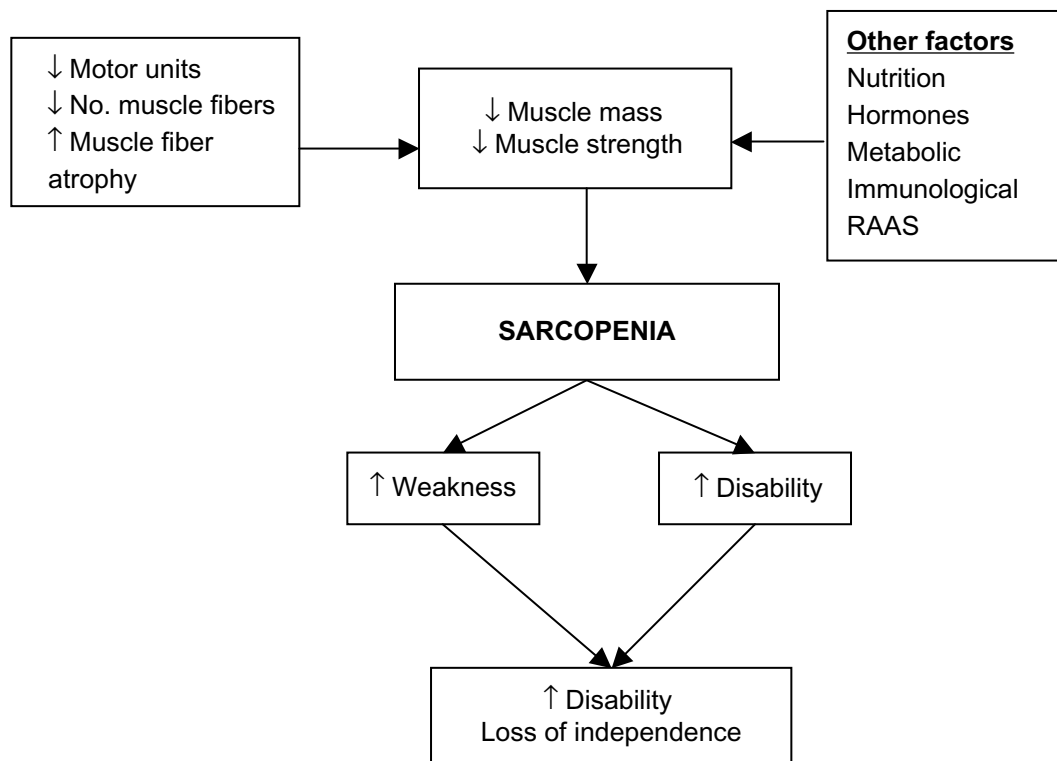 ↓ Motor units
↓ No. muscle fibers
↑ Muscle fiber
atrophy
↓ Muscle mass
↓ Muscle strength
Other factors
Nutrition
Hormones
Metabolic
Immunological
RAAS
SARCOPENIA
↑ Weakness
↑ Disability
↑ Disability
Loss of independence